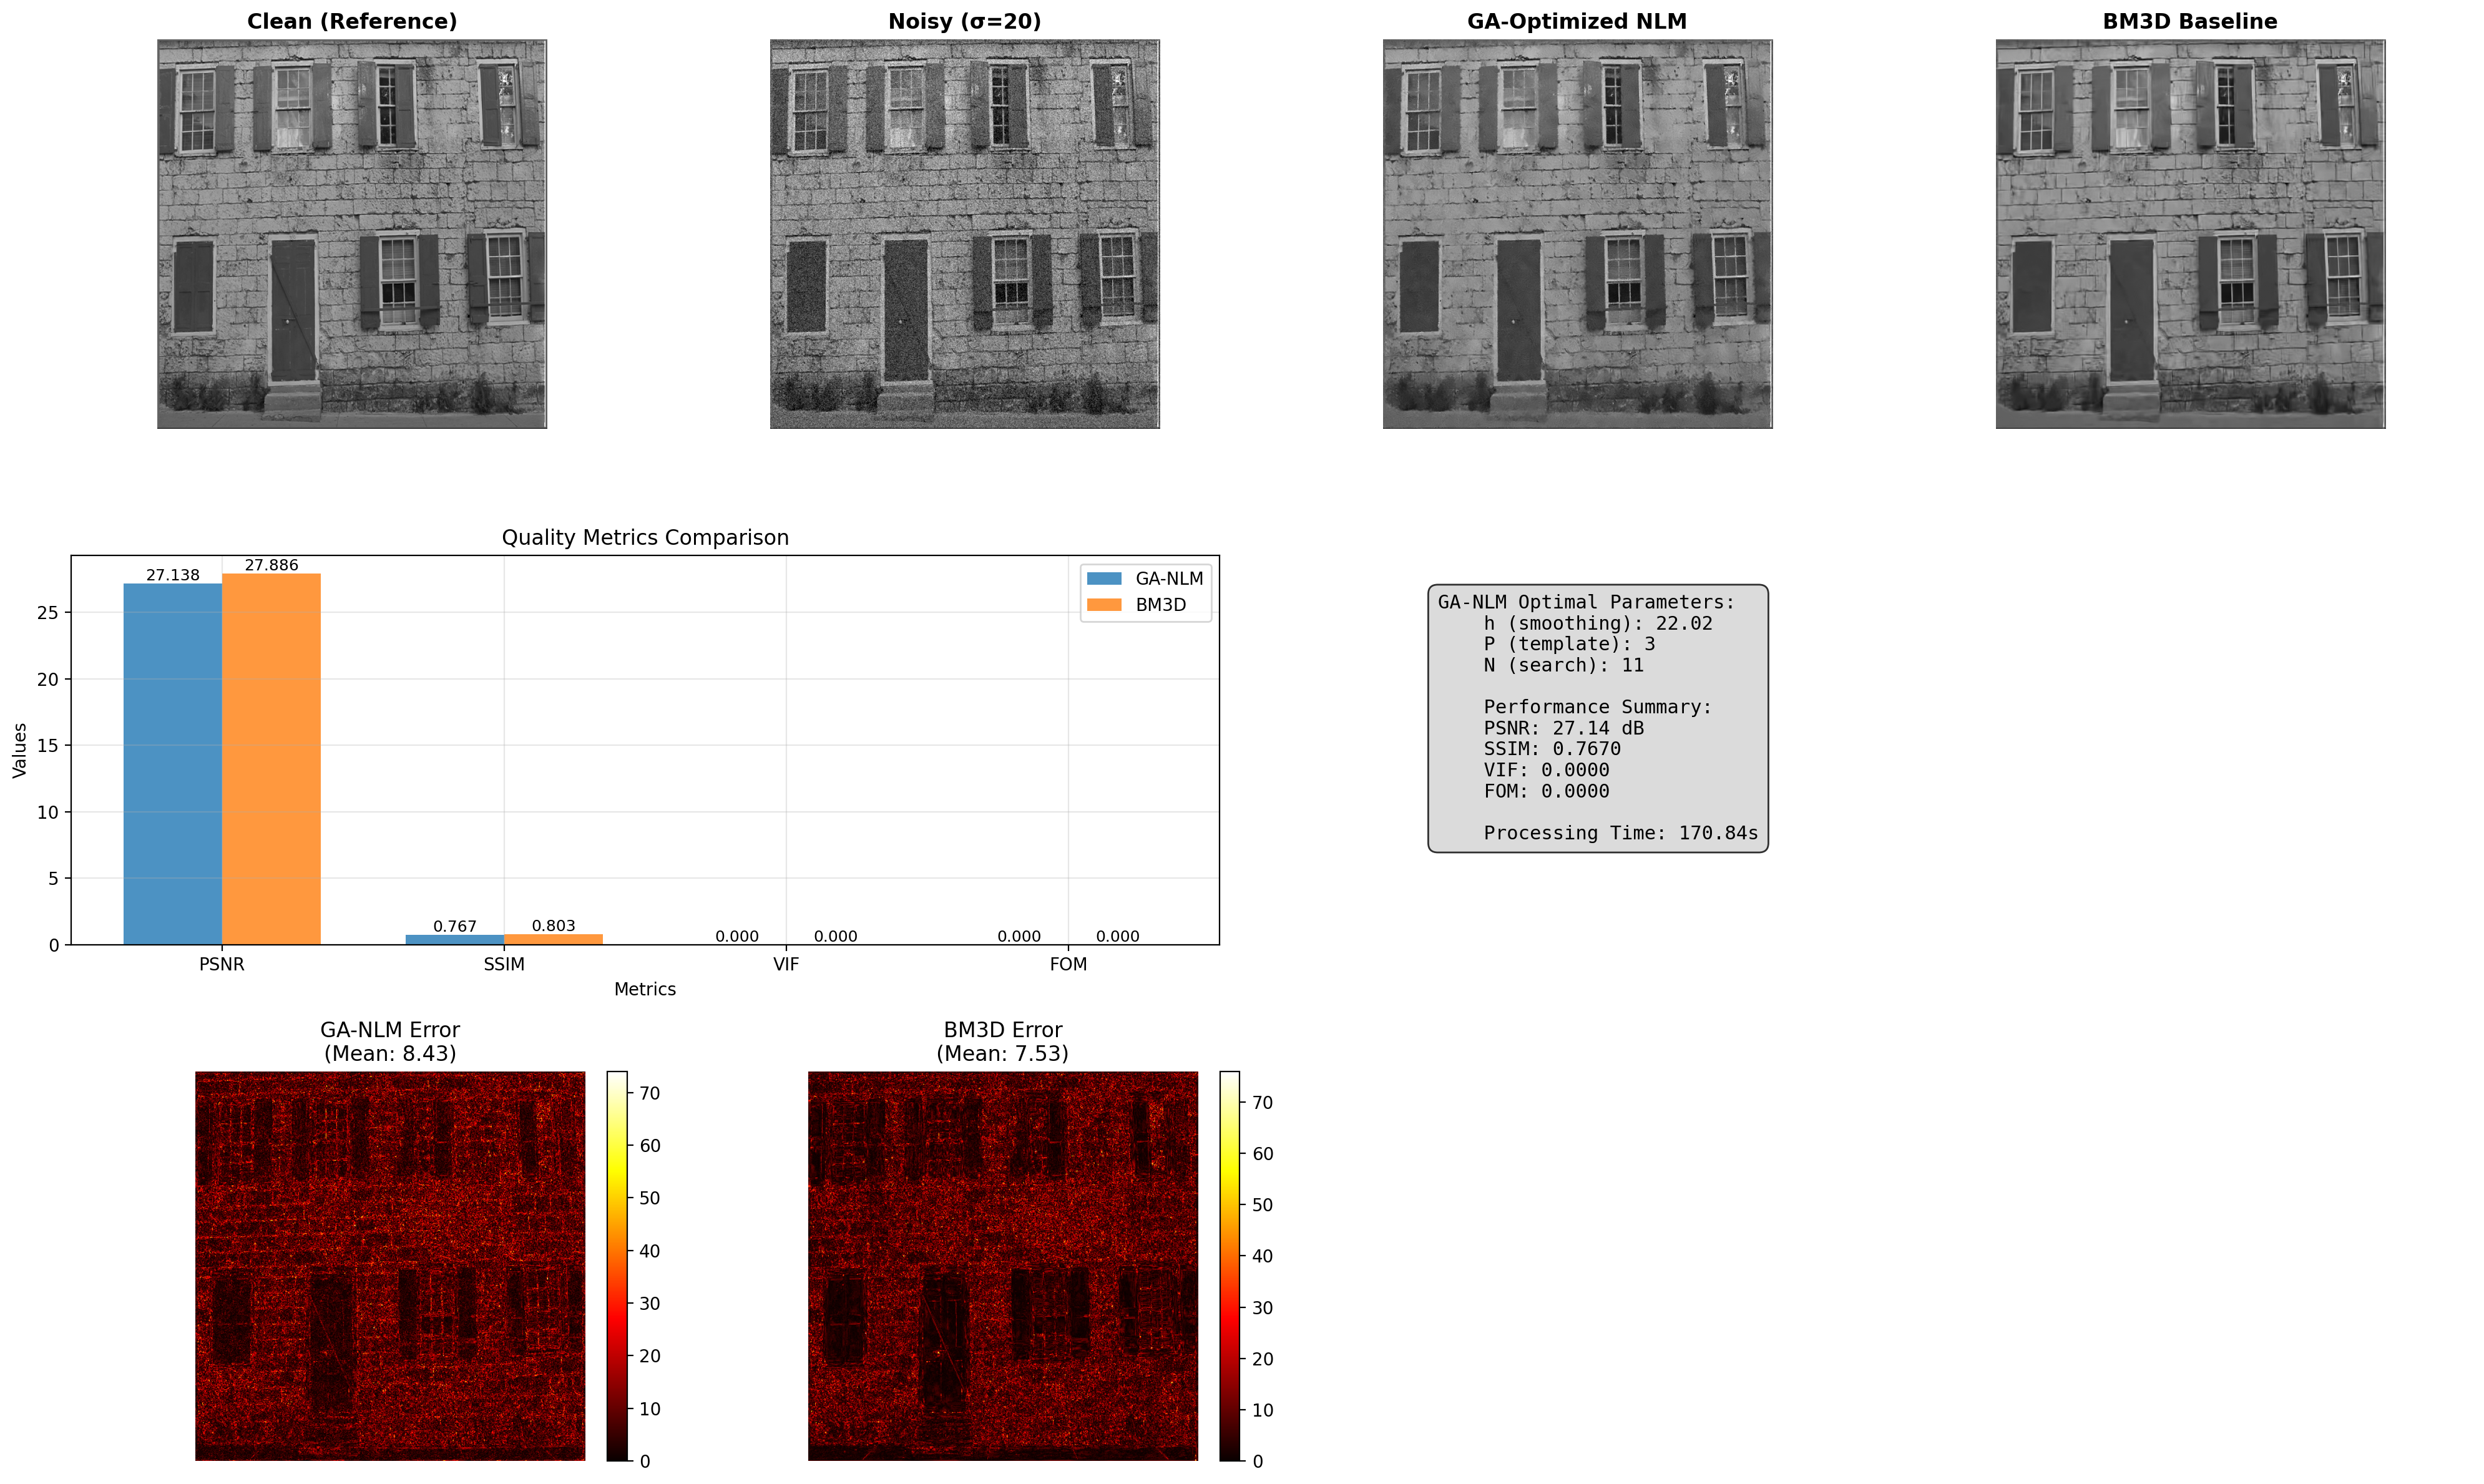 Clean (Reference)
Noisy (σ=20)
GA-Optimized NLM
BM3D Baseline
Quality Metrics Comparison
27.138
27.886
0.767
0.803
0.000
0.000
0.000
0.000
GA-NLM
BM3D
25
20
15
10
5
0
Values
PSNR
SSIM
VIF
FOM
Metrics
GA-NLM Optimal Parameters:
h (smoothing): 22.02
P (template): 3
N (search): 11
Performance Summary:
PSNR: 27.14 dB
SSIM: 0.7670
VIF: 0.0000
FOM: 0.0000
Processing Time: 170.84s
GA-NLM Error
(Mean: 8.43)
70
60
50
40
30
20
10
0
BM3D Error
(Mean: 7.53)
70
60
50
40
30
20
10
0